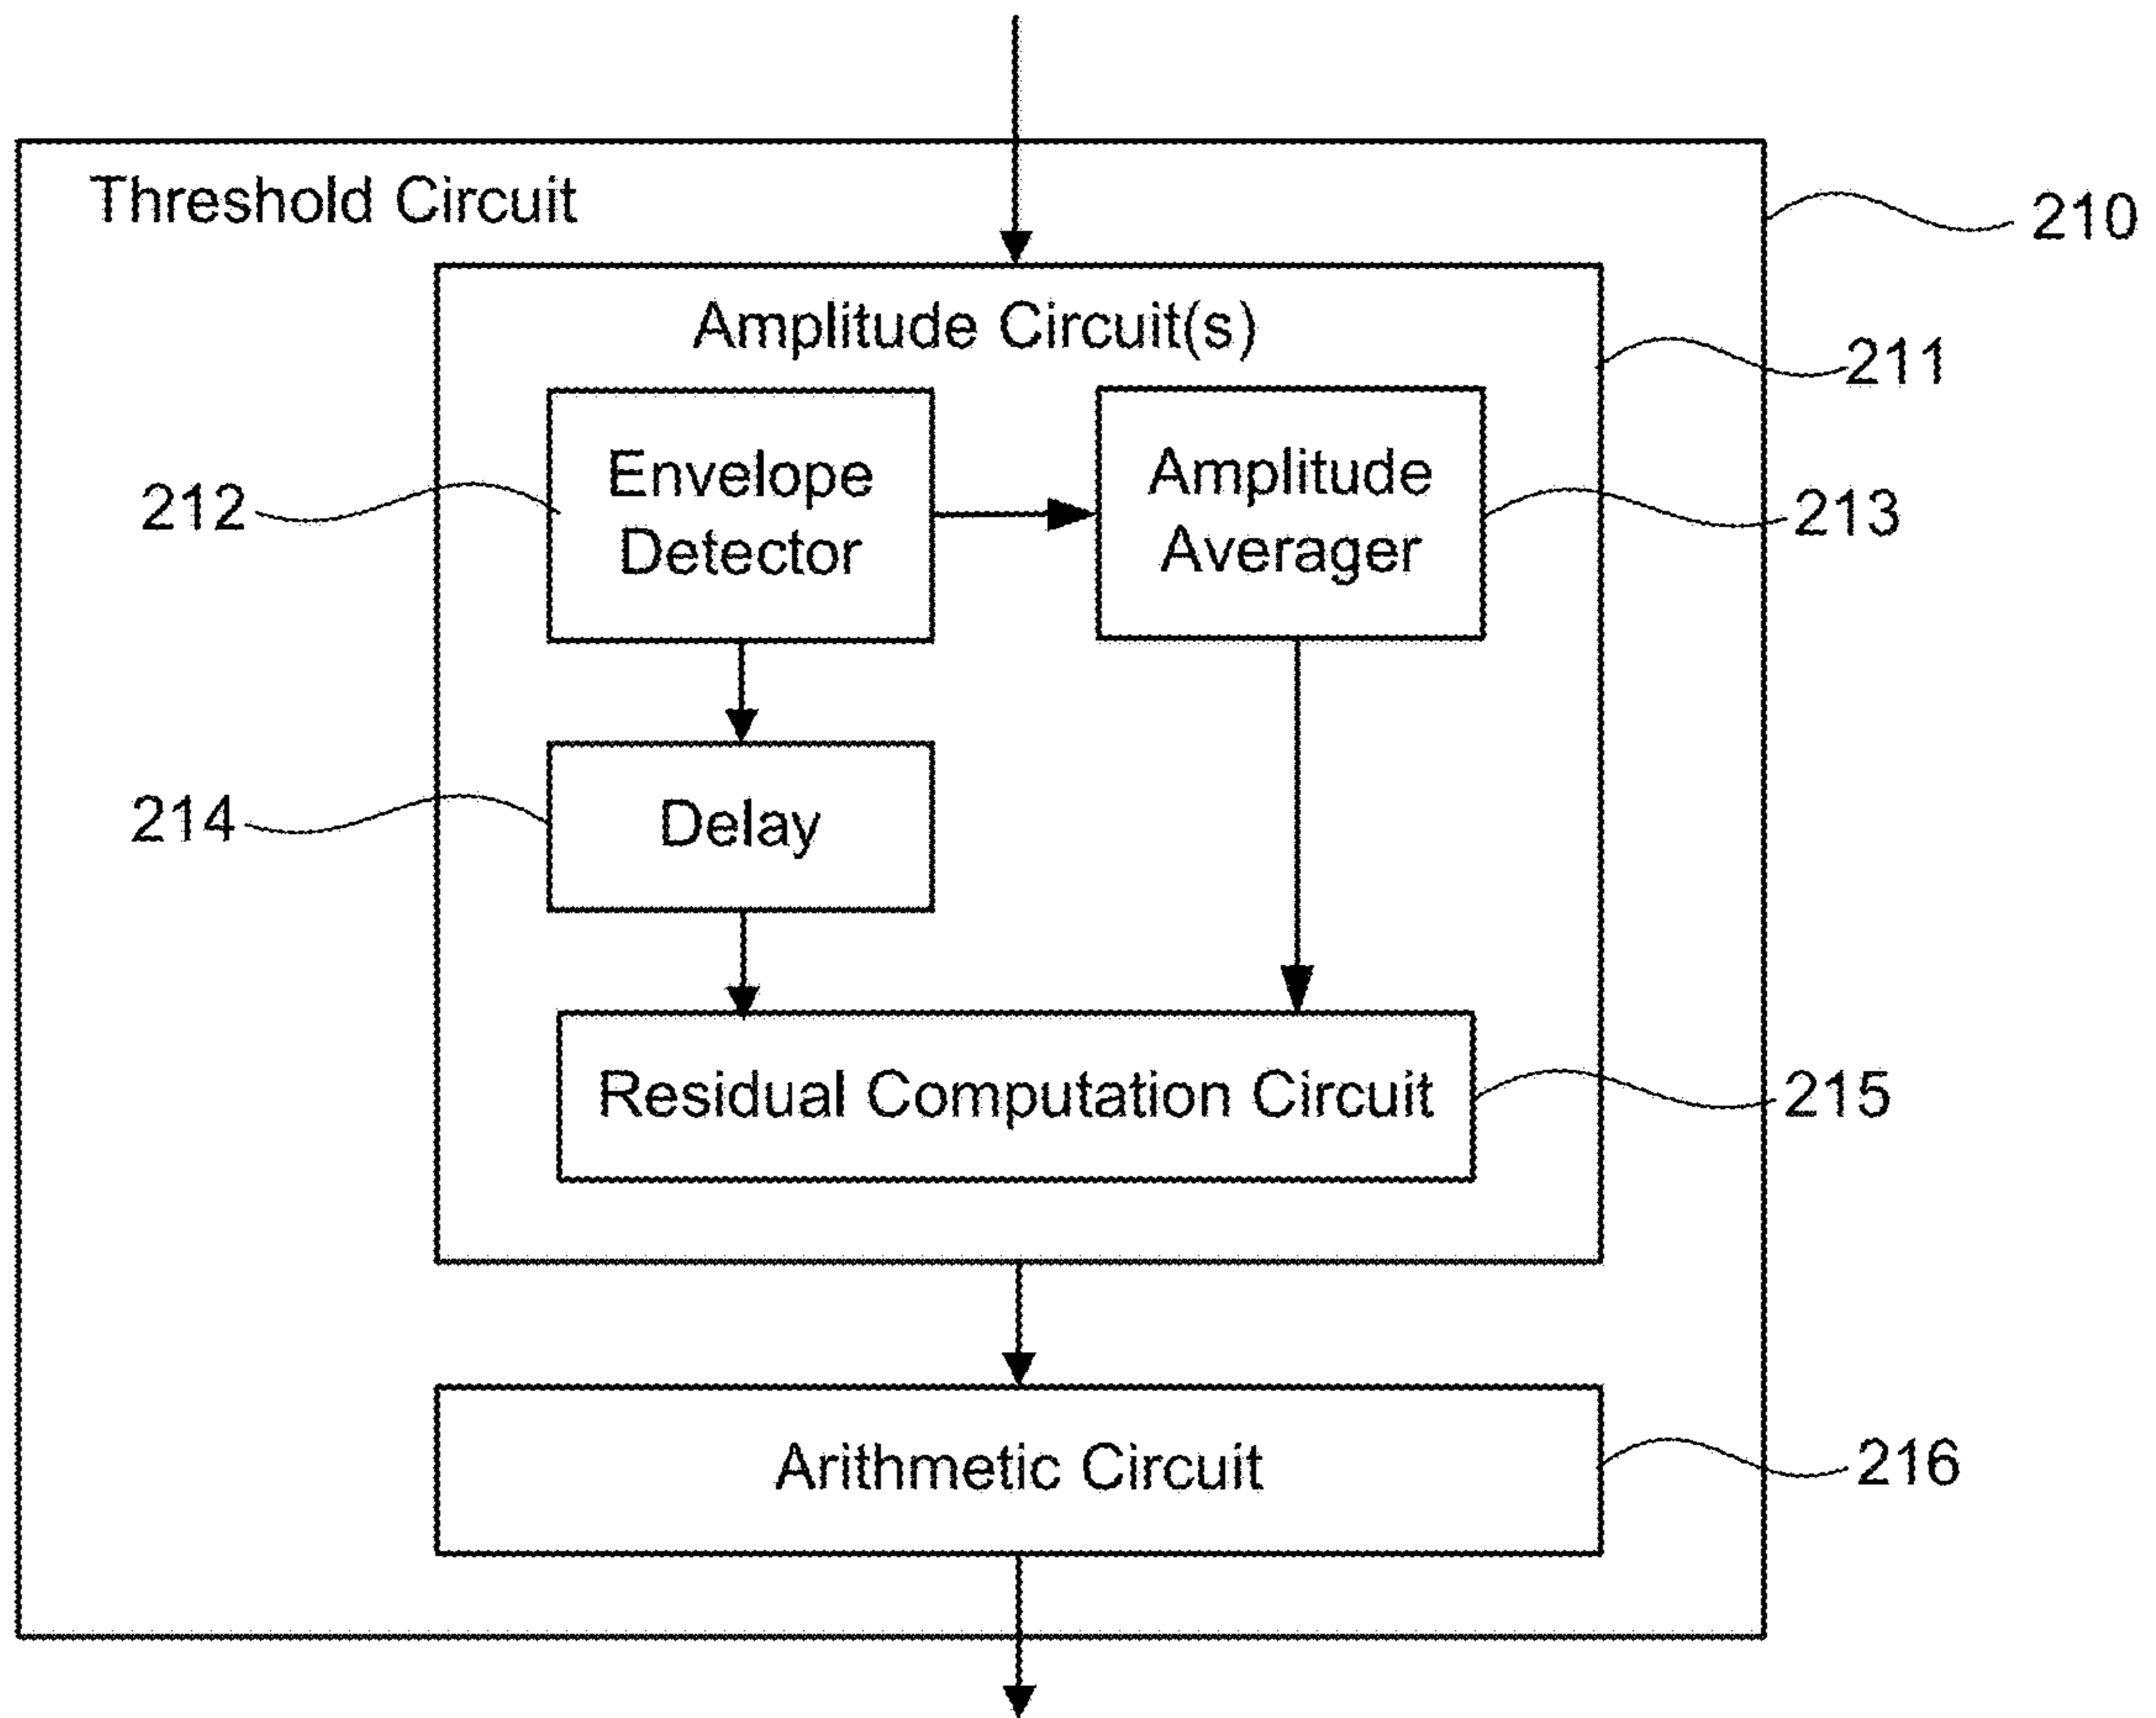 Threshold Circuit
210
Amplitude Circuit(s)
211
Envelope
Detector
212
Amplitude
Averager
213
Delay
214
Residual Computation Circuit
215
Arithmetic Circuit
216